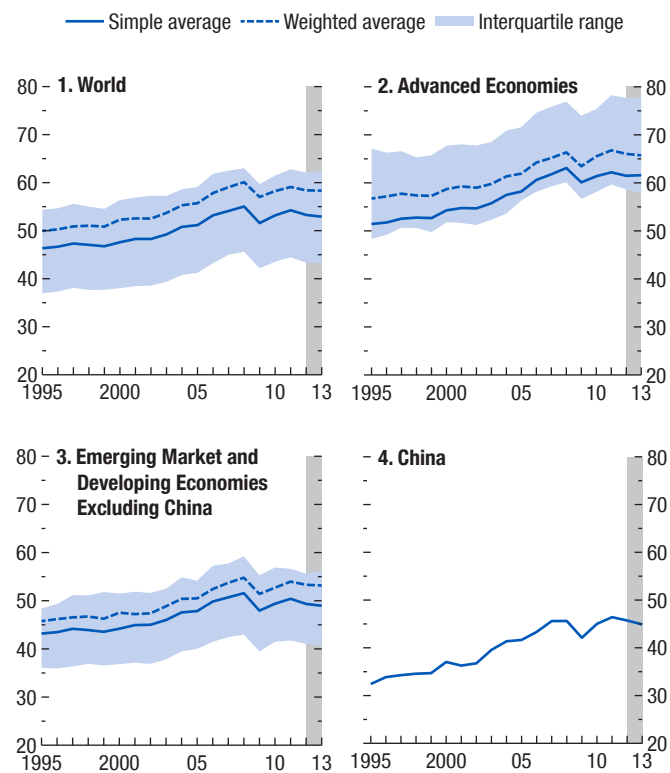 Simple average Weighted average Interquartile range
1. World
80
70
60
50
40
30
20
1995 2000 05 10 13
2. Advanced Economies
80
70
60
50
40
30
20
1995 2000 05 10 13
3. Emerging Market and
Developing Economies
Excluding China
80
70
60
50
40
30
20
1995 2000 05 10 13
4. China
80
70
60
50
40
30
20
1995 2000 05 10 13